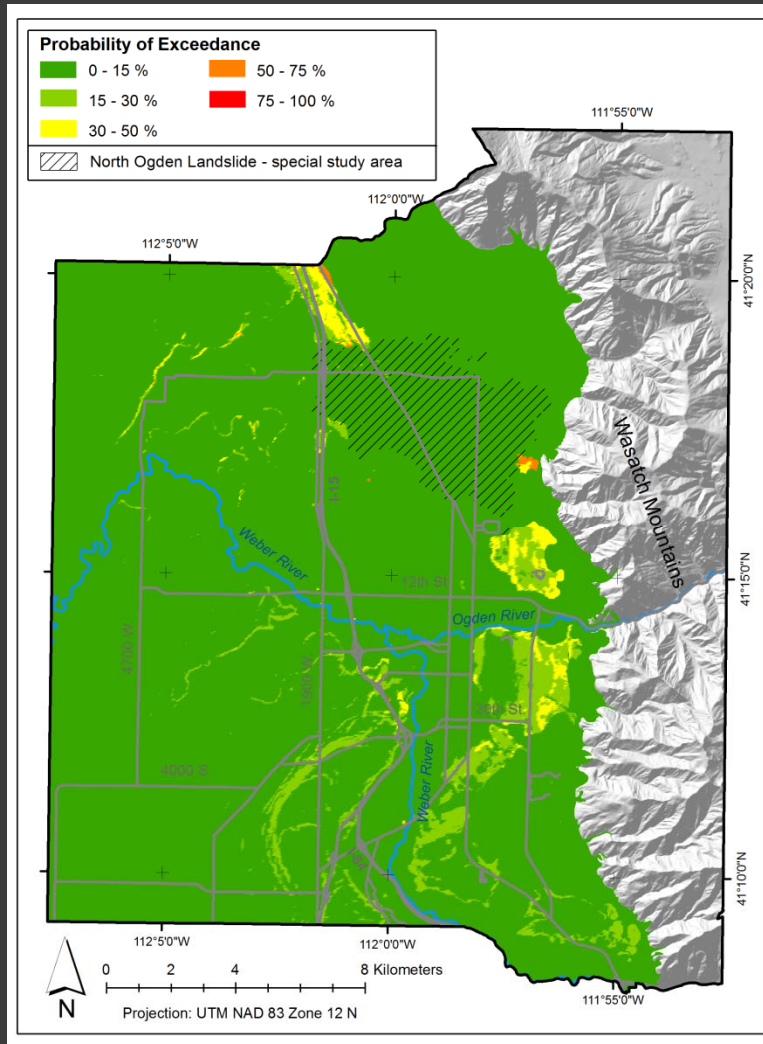 Probability of Exceedance
0 - 15 %
50 - 75 %
15 - 30 %
75 - 100 %
30 - 50 %
North Ogden Landslide - special study area
111°55'0"W
112°0'0"W
112°5'0"W
41°20'0"N
Wasatch Mountains
I-15
Weber River
41°15'0"N
12th St.
Ogden River
4700 W.
1900 W.
30th St.
4000 S.
Weber River
I-84
41°10'0"N
112°5'0"W
112°0'0"W
111°55'0"W
0 2 4 8 Kilometers
N
Projection: UTM NAD 83 Zone 12 N